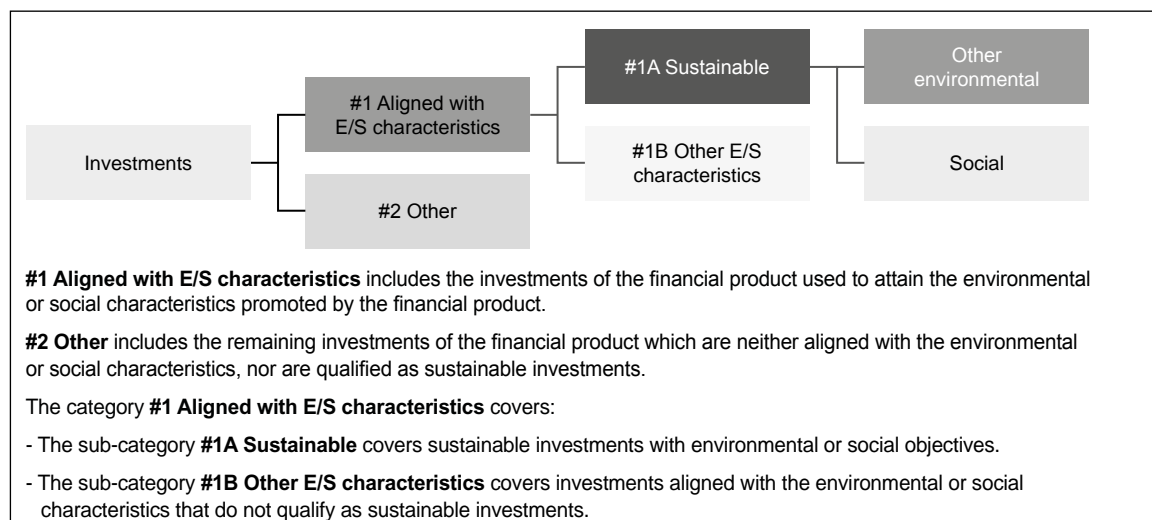 Investments
#1 Aligned with
E/S characteristics
#2 Other
#1A Sustainable
#1B Other E/S
characteristics
Other
environmental
Social
#1 Aligned with E/S characteristics includes the investments of the financial product used to attain the environmental
or social characteristics promoted by the financial product.
#2 Other includes the remaining investments of the financial product which are neither aligned with the environmental
or social characteristics, nor are qualified as sustainable investments.
The category #1 Aligned with E/S characteristics covers:
- The sub-category #1A Sustainable covers sustainable investments with environmental or social objectives.
- The sub-category #1B Other E/S characteristics covers investments aligned with the environmental or social
characteristics that do not qualify as sustainable investments.